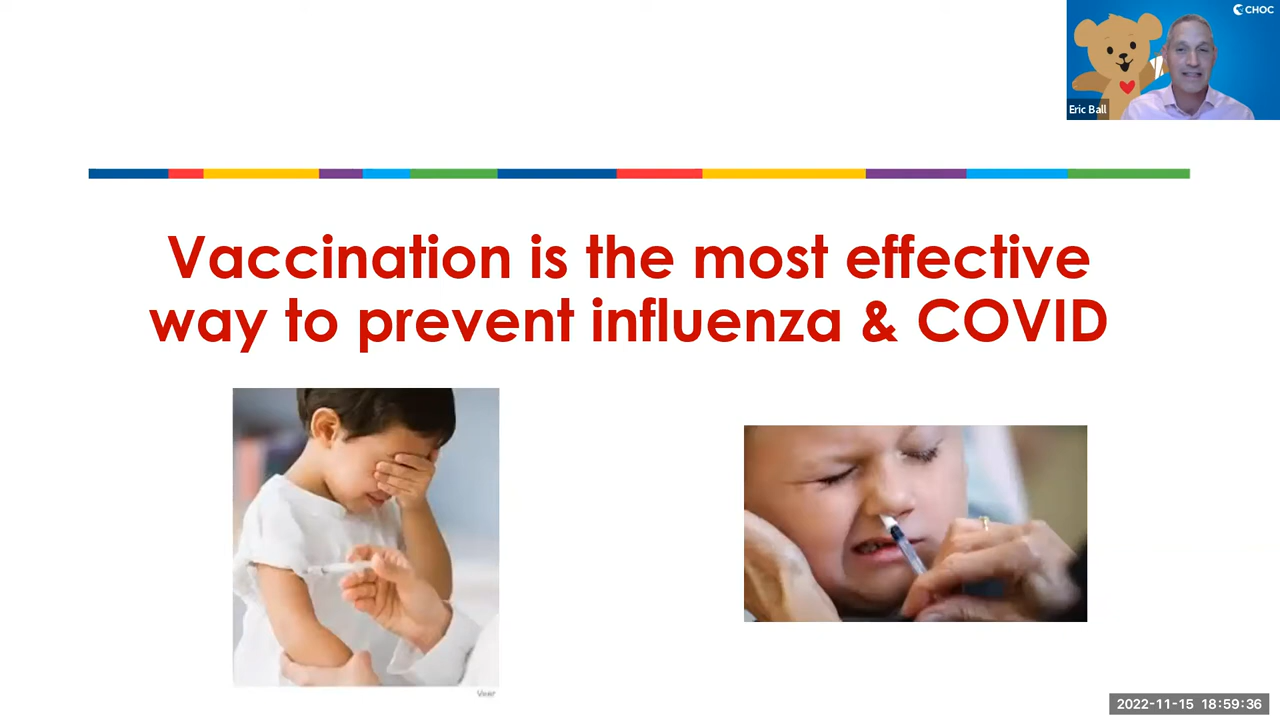 CHOC
Eric Ball
Vaccination is the most effective
way to prevent influenza & COVID
Veer
2022-11-15 18:59:36